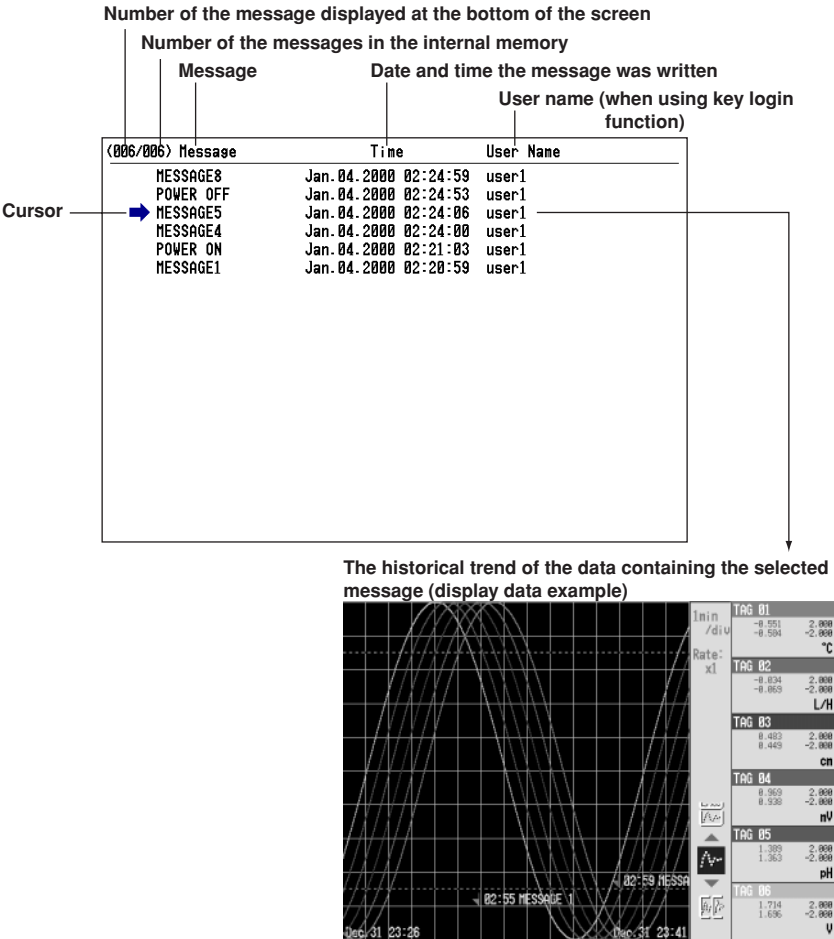 Number of the message displayed at the bottom of the screen
Number of the messages in the internal memory
Message
Date and time the message was written
User name (when using key login function)
(006/006) Message Time User Name
MESSAGE8 Jan.04.2000 02:24:59 user1
POWER OFF Jan.04.2000 02:24:53 user1
Cursor
MESSAGE5 Jan.04.2000 02:24:06 user1
MESSAGE4 Jan.04.2000 02:24:00 user1
POWER ON Jan.04.2000 02:21:03 user1
MESSAGE1 Jan.04.2000 02:20:59 user1
The historical trend of the data containing the selected
message (display data example)
1min
/div
Rate:
x1
TAG 01
-0.551 2.000
-0.584 -2.000
°C
TAG 02
-0.034 2.000
-0.069 -2.000
L/H
TAG 03
0.483 2.000
0.449 -2.000
cm
TAG 04
0.969 2.000
0.938 -2.000
mV
TAG 05
1.389 2.000
1.363 -2.000
pH
TAG 06
1.714 2.000
1.696 -2.000
V
02:59 MESSA
02:55 MESSAGE 1
Dec.31 23:26
Dec.31 23:41